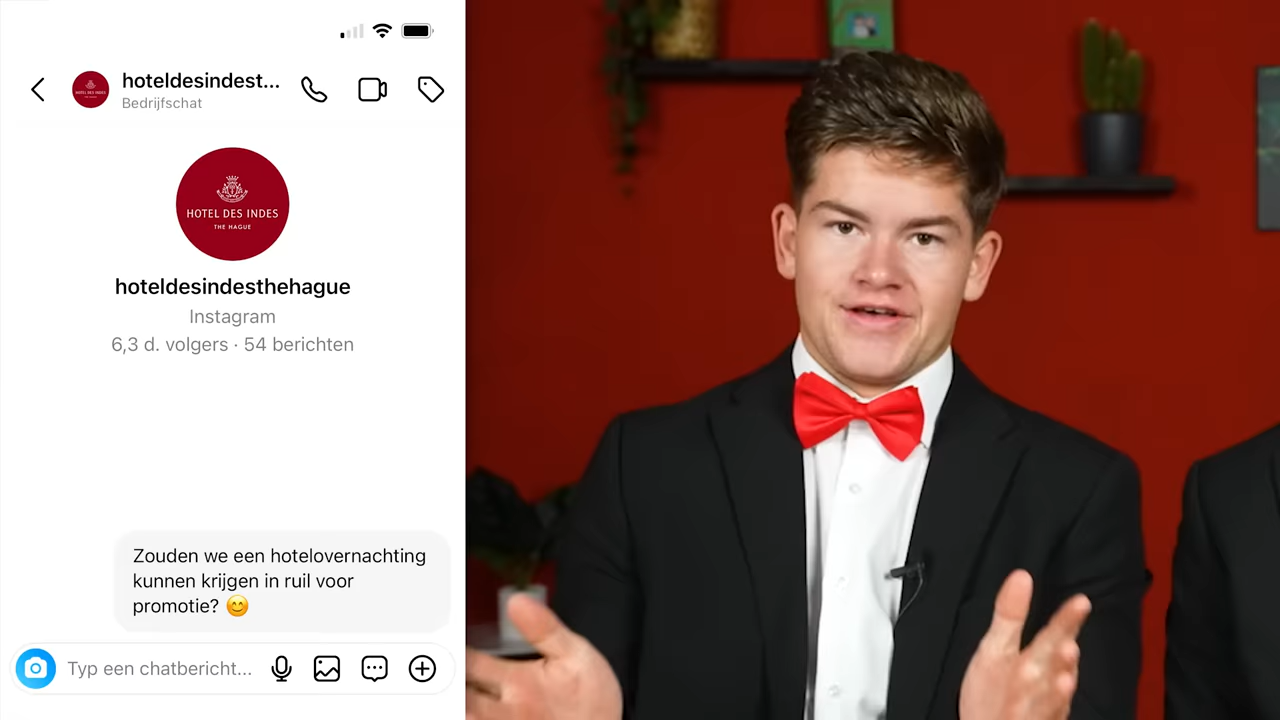 hoteldesindest...
Bedrijfschat
HOTEL DES INDES
THE HAGUE
hoteldesindesthehague
Instagram
6,3 d. volgers · 54 berichten
Zouden we een hotelovernachting
kunnen krijgen in ruil voor
promotie? 😊
Typ een chatbericht...